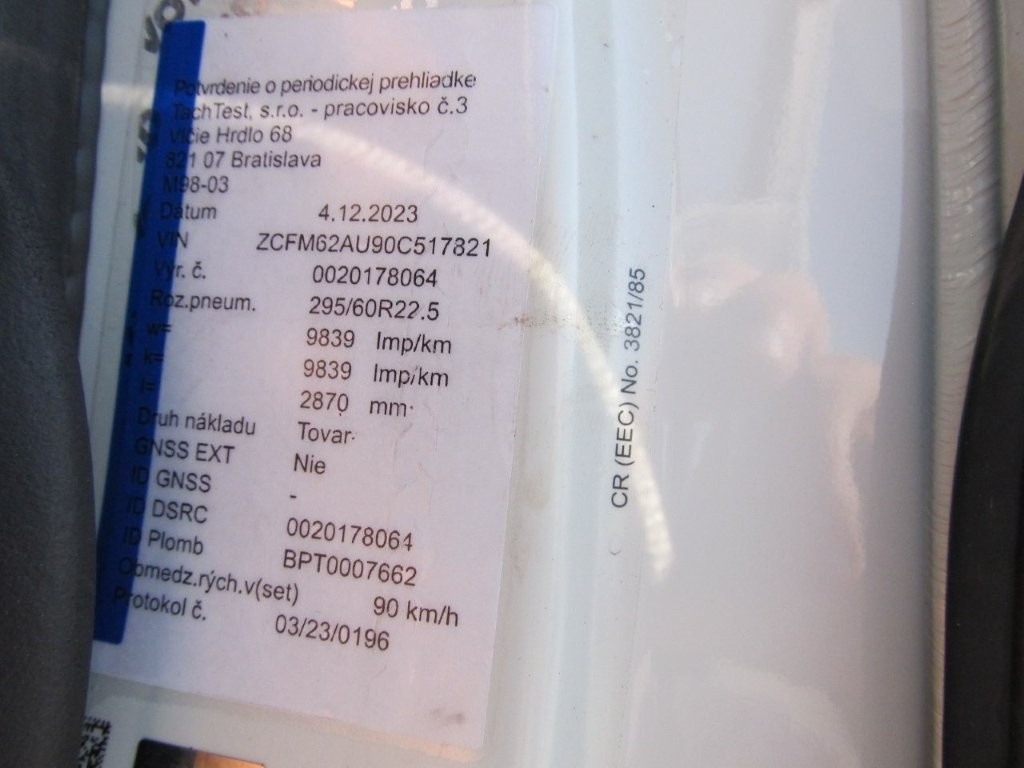 Potvrdenie o periodickej prehliadke
TachTest, s.r.o. - pracovisko č.3
Vlčie Hrdlo 68
821 07 Bratislava
M98-03
Dátum 4.12.2023
VIN ZCFM62AU90C517821
Výr. č. 0020178064
Roz.pneum. 295/60R22.5
w= 9839 Imp/km
k= 9839 Imp/km
l= 2870 mm
Druh nákladu Tovar
GNSS EXT Nie
ID GNSS -
ID DSRC 0020178064
ID Plomb BPT0007662
Obmedz.rých.v(set) 90 km/h
Protokol č. 03/23/0196
CR (EEC) No. 3821/85